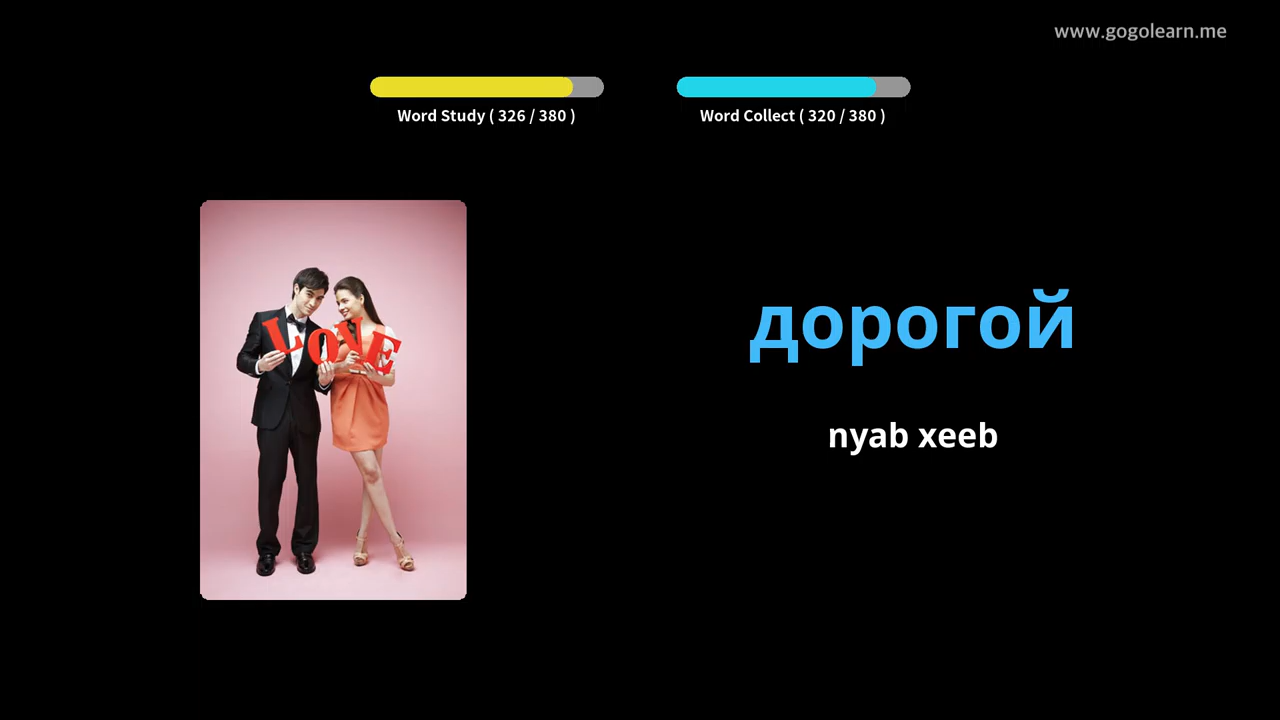 www.gogolearn.me
Word Study ( 326 / 380 )
Word Collect ( 320 / 380 )
LOVE
дорогой
nyab xeeb